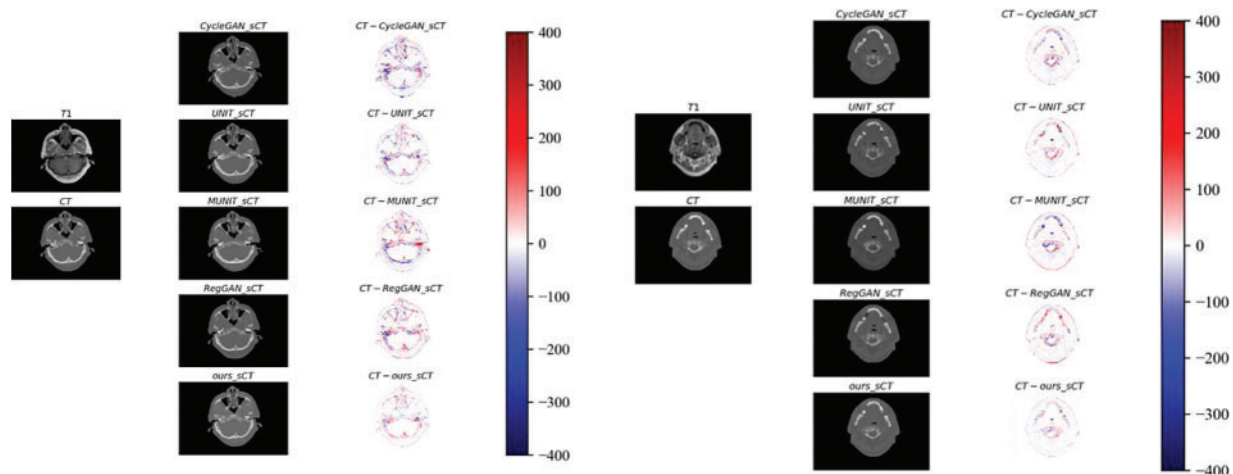 CycleGAN_sCT
CT−CycleGAN_sCT
T1
UNIT_sCT
CT−UNIT_sCT
CT
MUNIT_sCT
CT−MUNIT_sCT
RegGAN_sCT
CT−RegGAN_sCT
ours_sCT
CT−ours_sCT
400
300
200
100
0
−100
−200
−300
−400
CycleGAN_sCT
CT−CycleGAN_sCT
T1
UNIT_sCT
CT−UNIT_sCT
CT
MUNIT_sCT
CT−MUNIT_sCT
RegGAN_sCT
CT−RegGAN_sCT
ours_sCT
CT−ours_sCT
400
300
200
100
0
−100
−200
−300
−400